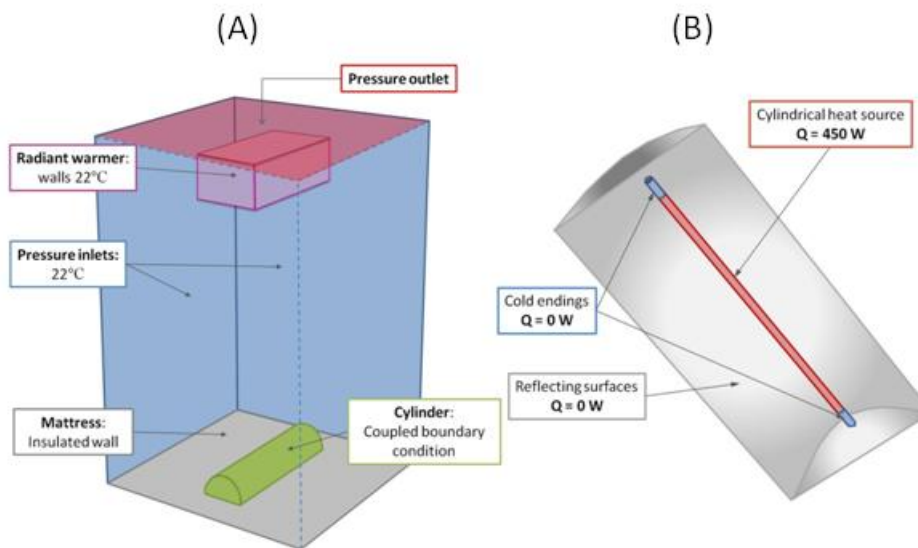 (A)
Pressure outlet
Radiant warmer:
walls 22℃
Pressure inlets:
22℃
Mattress:
Insulated wall
Cylinder:
Coupled boundary
condition
(B)
Cylindrical heat source
Q = 450 W
Cold endings
Q = 0 W
Reflecting surfaces
Q = 0 W